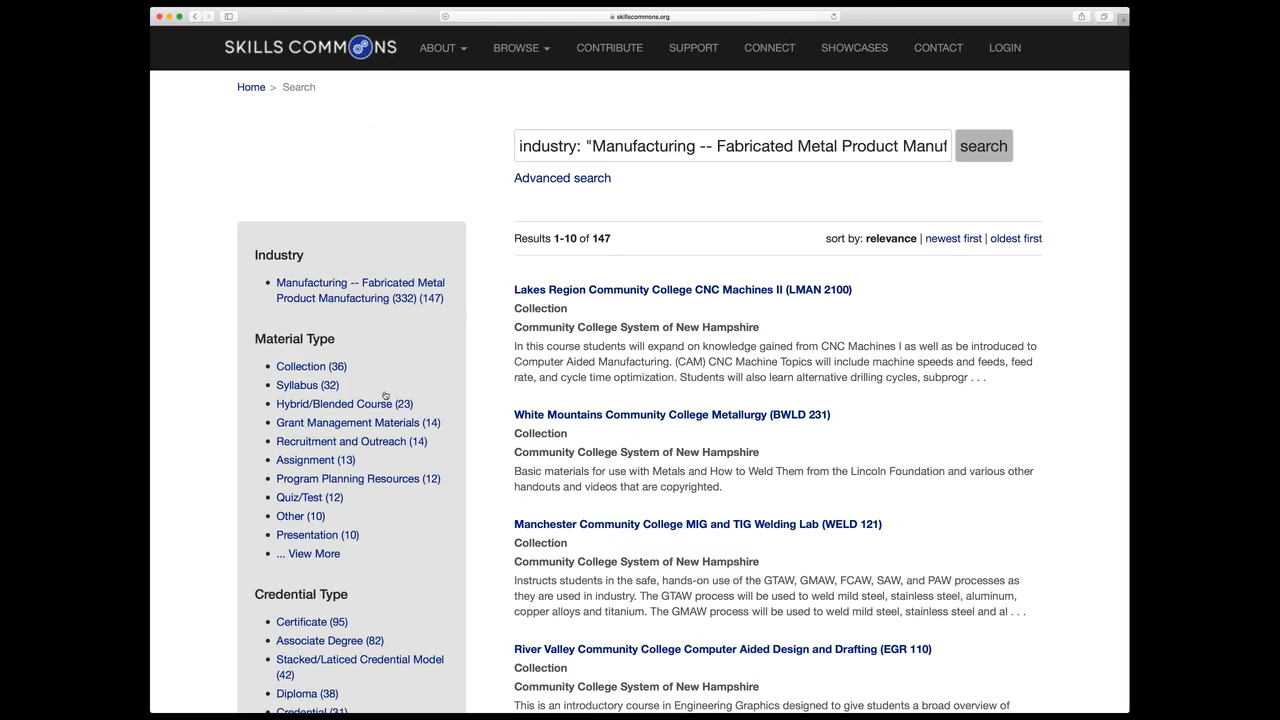 skillscommons.org
SKILLS COMMONS
ABOUT
BROWSE
CONTRIBUTE
SUPPORT
CONNECT
SHOWCASES
CONTACT
LOGIN
Home > Search
industry: "Manufacturing -- Fabricated Metal Product Manuf
search
Advanced search
Industry
• Manufacturing -- Fabricated Metal
Product Manufacturing (332) (147)
Material Type
• Collection (36)
• Syllabus (32)
• Hybrid/Blended Course (23)
• Grant Management Materials (14)
• Recruitment and Outreach (14)
• Assignment (13)
• Program Planning Resources (12)
• Quiz/Test (12)
• Other (10)
• Presentation (10)
• ... View More
Credential Type
• Certificate (95)
• Associate Degree (82)
• Stacked/Laticed Credential Model
(42)
• Diploma (38)
• Credential (31)
Results 1-10 of 147
sort by: relevance | newest first | oldest first
Lakes Region Community College CNC Machines II (LMAN 2100)
Collection
Community College System of New Hampshire
In this course students will expand on knowledge gained from CNC Machines I as well as be introduced to
Computer Aided Manufacturing. (CAM) CNC Machine Topics will include machine speeds and feeds, feed
rate, and cycle time optimization. Students will also learn alternative drilling cycles, subprogr . . .
White Mountains Community College Metallurgy (BWLD 231)
Collection
Community College System of New Hampshire
Basic materials for use with Metals and How to Weld Them from the Lincoln Foundation and various other
handouts and videos that are copyrighted.
Manchester Community College MIG and TIG Welding Lab (WELD 121)
Collection
Community College System of New Hampshire
Instructs students in the safe, hands-on use of the GTAW, GMAW, FCAW, SAW, and PAW processes as
they are used in industry. The GTAW process will be used to weld mild steel, stainless steel, aluminum,
copper alloys and titanium. The GMAW process will be used to weld mild steel, stainless steel and al . . .
River Valley Community College Computer Aided Design and Drafting (EGR 110)
Collection
Community College System of New Hampshire
This is an introductory course in Engineering Graphics designed to give students a broad overview of